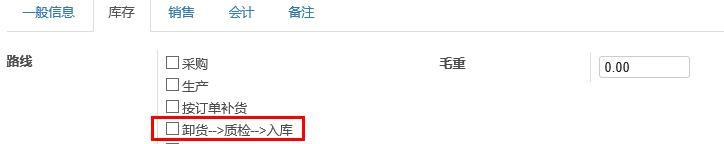 一般信息 库存 销售 会计 备注
路线 采购 毛重 0.00
生产
按订单补货
卸货-->质检-->入库